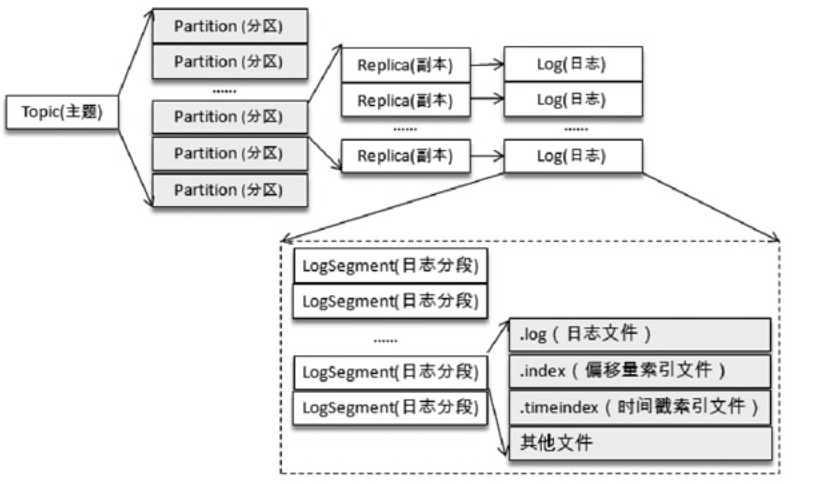 Topic(主题)
Partition (分区)
Partition (分区)
......
Partition (分区)
Partition (分区)
Partition (分区)
Replica(副本)
Replica(副本)
......
Replica(副本)
Log(日志)
Log(日志)
......
Log(日志)
LogSegment(日志分段)
LogSegment(日志分段)
......
LogSegment(日志分段)
LogSegment(日志分段)
.log（日志文件）
.index（偏移量索引文件）
.timeindex（时间戳索引文件）
其他文件